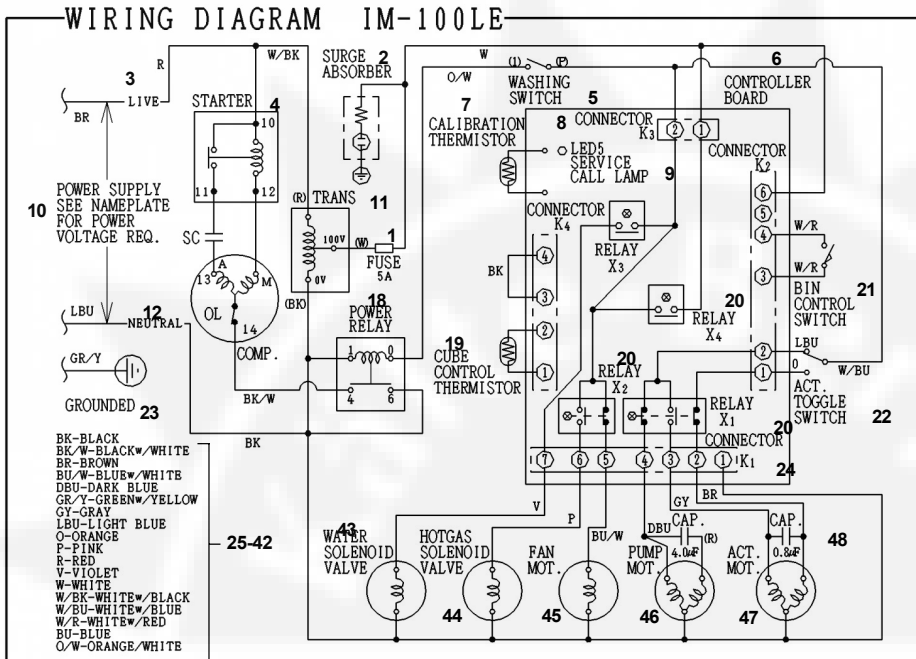 WIRING DIAGRAM IM-100LE
3
R
LIVE
BR
W/BK
SURGE
ABSORBER
2
W
O/W
(1)
(P)
WASHING
SWITCH
6
CONTROLLER
BOARD
STARTER
4
10
11
12
7
CALIBRATION
THERMISTOR
5
CONNECTOR
K3
2
1
8
LED5
SERVICE
CALL LAMP
9
CONNECTOR
K2
6
5
4
3
2
1
10
POWER SUPPLY
SEE NAMEPLATE
FOR POWER
VOLTAGE REQ.
SC
13
A
M
OL
14
COMP.
(R)
TRANS
11
100V
(W)
1
FUSE
5A
0V
(BK)
18
POWER
RELAY
1
0
4
6
CONNECTOR
K4
4
3
2
1
BK
RELAY
X3
20
RELAY
X4
W/R
W/R
BIN
CONTROL
SWITCH
21
LBU
12
NEUTRAL
GR/Y
GROUNDED
23
BK/W
BK
19
CUBE
CONTROL
THERMISTOR
20
RELAY
X2
RELAY
X1
20
LBU
0
W/BU
ACT.
TOGGLE
SWITCH
22
CONNECTOR
K1
24
7
6
5
4
3
2
1
BK-BLACK
BK/W-BLACKw/WHITE
BR-BROWN
BU/W-BLUEw/WHITE
DBU-DARK BLUE
GR/Y-GREENw/YELLOW
GY-GRAY
LBU-LIGHT BLUE
O-ORANGE
P-PINK
R-RED
V-VIOLET
W-WHITE
W/BK-WHITEw/BLACK
W/BU-WHITEw/BLUE
W/R-WHITEw/RED
BU-BLUE
O/W-ORANGE/WHITE
25-42
V
P
BU/W
DBU
GY
BR
CAP.
4.0uF
(R)
CAP.
0.8uF
48
43
WATER
SOLENOID
VALVE
HOTGAS
SOLENOID
VALVE
FAN
MOT.
PUMP
MOT.
ACT.
MOT.
44
45
46
47